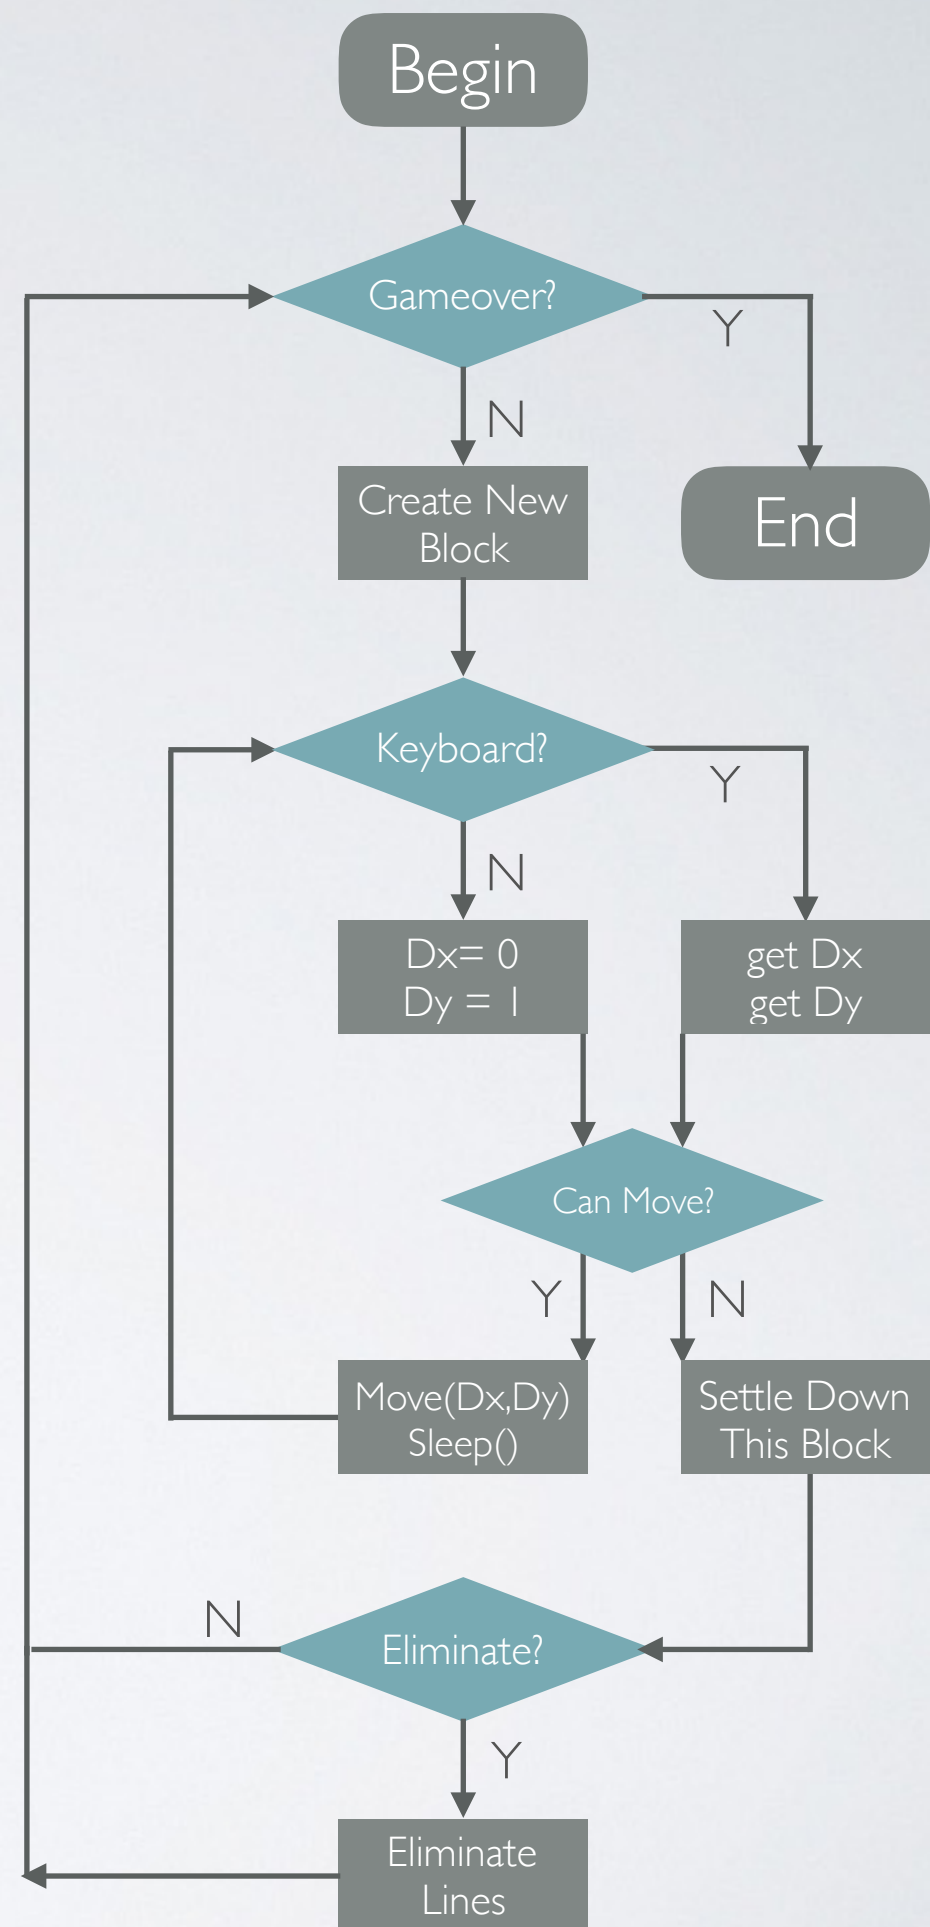 Begin
Gameover?
Y
N
Create New
Block
End
Keyboard?
Y
N
Dx= 0
Dy = 1
get Dx
get Dy
Can Move?
Y
N
Move(Dx,Dy)
Sleep()
Settle Down
This Block
N
Eliminate?
Y
Eliminate
Lines